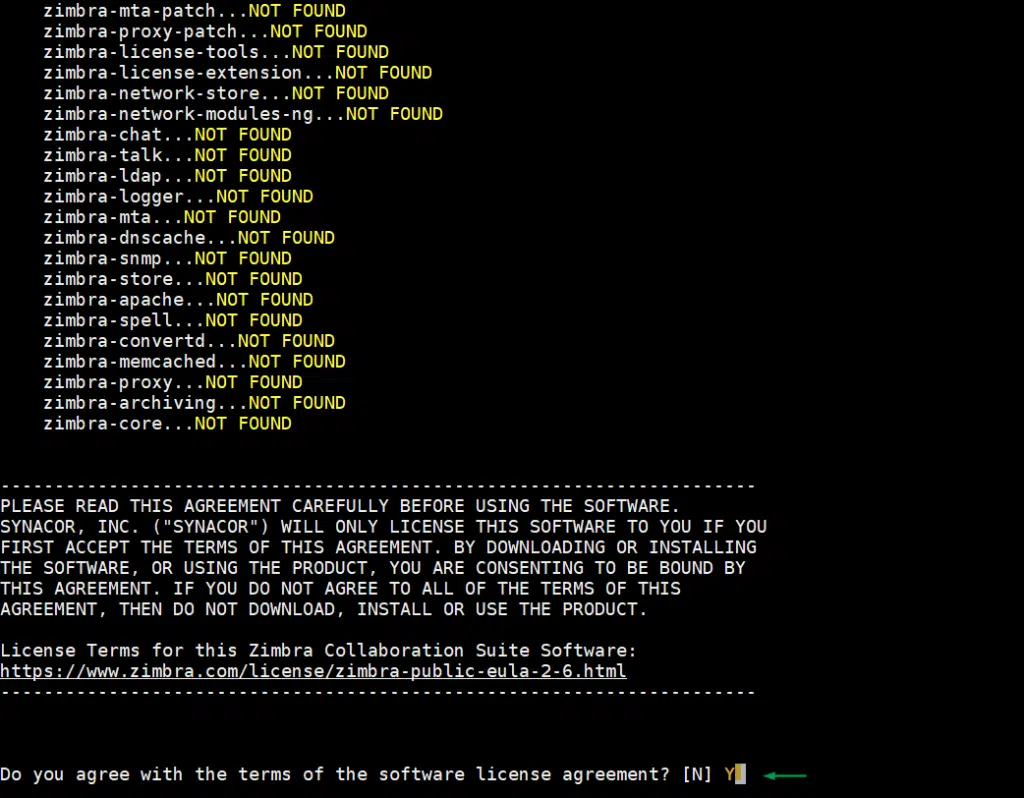 zimbra-mta-patch...NOT FOUND
zimbra-proxy-patch...NOT FOUND
zimbra-license-tools...NOT FOUND
zimbra-license-extension...NOT FOUND
zimbra-network-store...NOT FOUND
zimbra-network-modules-ng...NOT FOUND
zimbra-chat...NOT FOUND
zimbra-talk...NOT FOUND
zimbra-ldap...NOT FOUND
zimbra-logger...NOT FOUND
zimbra-mta...NOT FOUND
zimbra-dnscache...NOT FOUND
zimbra-snmp...NOT FOUND
zimbra-store...NOT FOUND
zimbra-apache...NOT FOUND
zimbra-spell...NOT FOUND
zimbra-convertd...NOT FOUND
zimbra-memcached...NOT FOUND
zimbra-proxy...NOT FOUND
zimbra-archiving...NOT FOUND
zimbra-core...NOT FOUND
----------------------------------------------------------------------
PLEASE READ THIS AGREEMENT CAREFULLY BEFORE USING THE SOFTWARE.
SYNACOR, INC. ("SYNACOR") WILL ONLY LICENSE THIS SOFTWARE TO YOU IF YOU
FIRST ACCEPT THE TERMS OF THIS AGREEMENT. BY DOWNLOADING OR INSTALLING
THE SOFTWARE, OR USING THE PRODUCT, YOU ARE CONSENTING TO BE BOUND BY
THIS AGREEMENT. IF YOU DO NOT AGREE TO ALL OF THE TERMS OF THIS
AGREEMENT, THEN DO NOT DOWNLOAD, INSTALL OR USE THE PRODUCT.
License Terms for this Zimbra Collaboration Suite Software:
https://www.zimbra.com/license/zimbra-public-eula-2-6.html
----------------------------------------------------------------------
Do you agree with the terms of the software license agreement? [N] Y